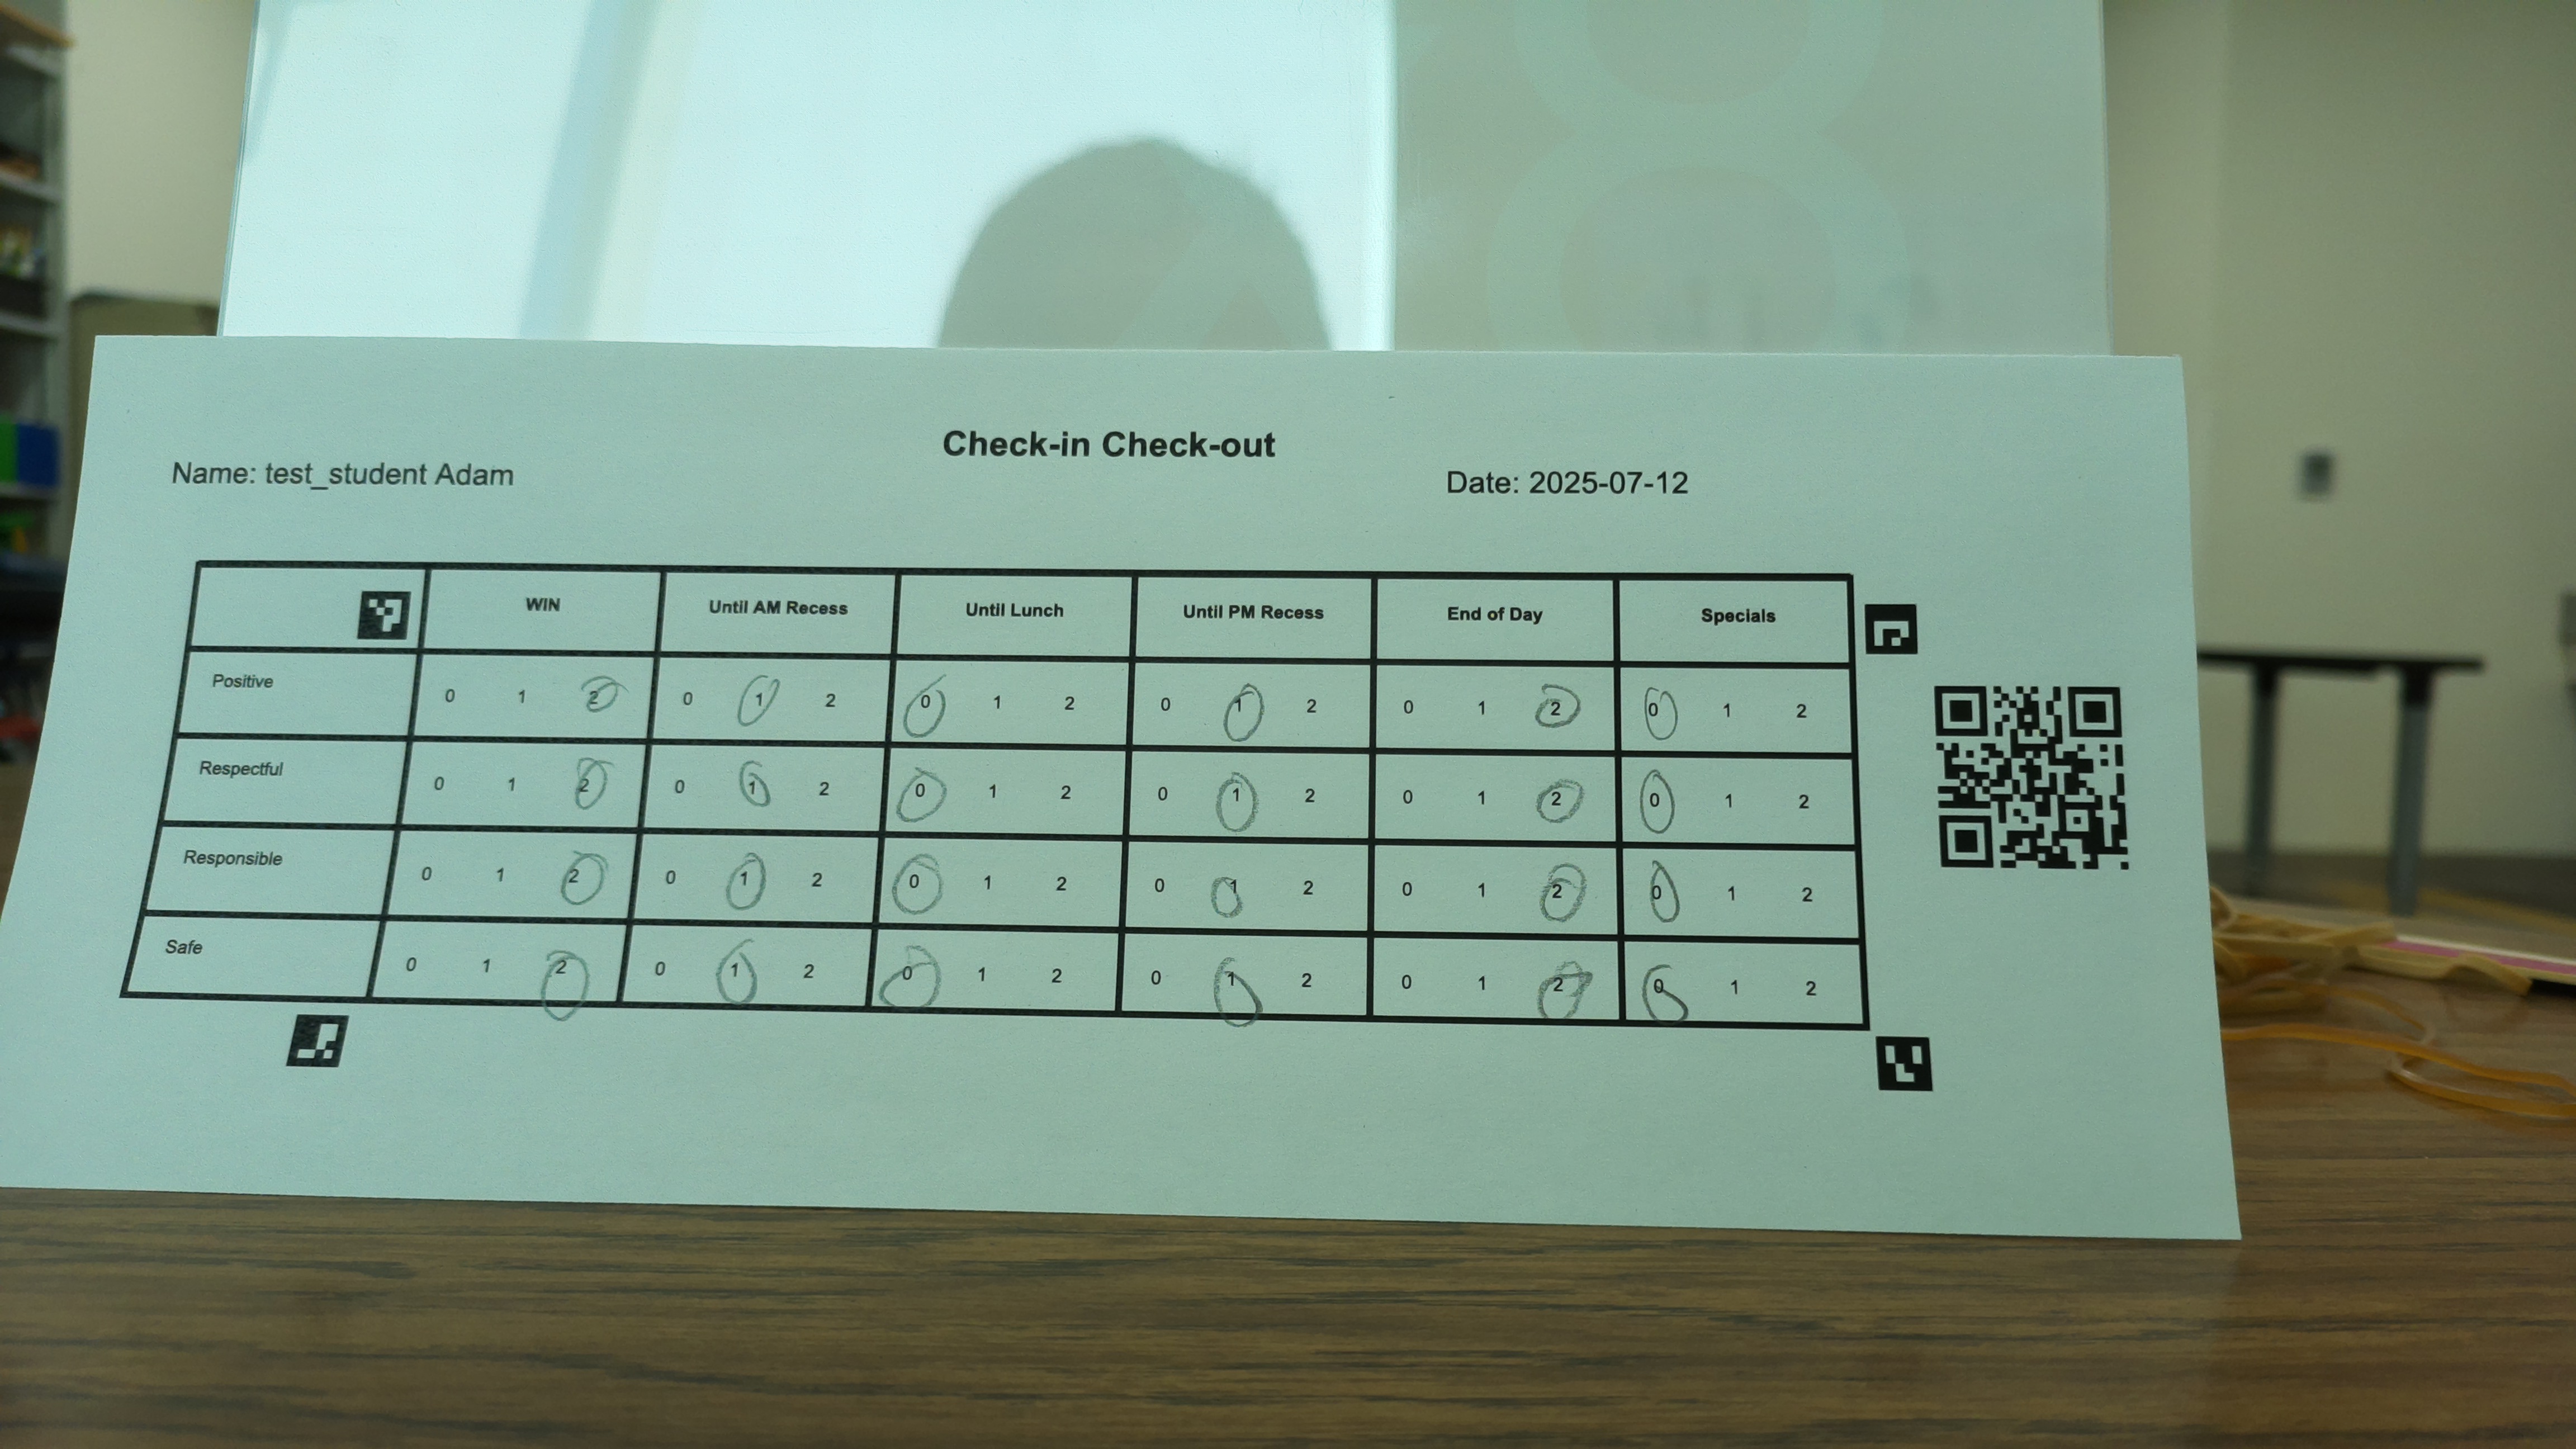 Check-in Check-out
Name: test_student Adam
Date: 2025-07-12
WIN Until AM Recess Until Lunch Until PM Recess End of Day Specials
Positive 0 1 2 0 1 2 0 1 2 0 1 2 0 1 2 0 1 2
Respectful 0 1 2 0 1 2 0 1 2 0 1 2 0 1 2 0 1 2
Responsible 0 1 2 0 1 2 0 1 2 0 1 2 0 1 2 0 1 2
Safe 0 1 2 0 1 2 0 1 2 0 1 2 0 1 2 0 1 2